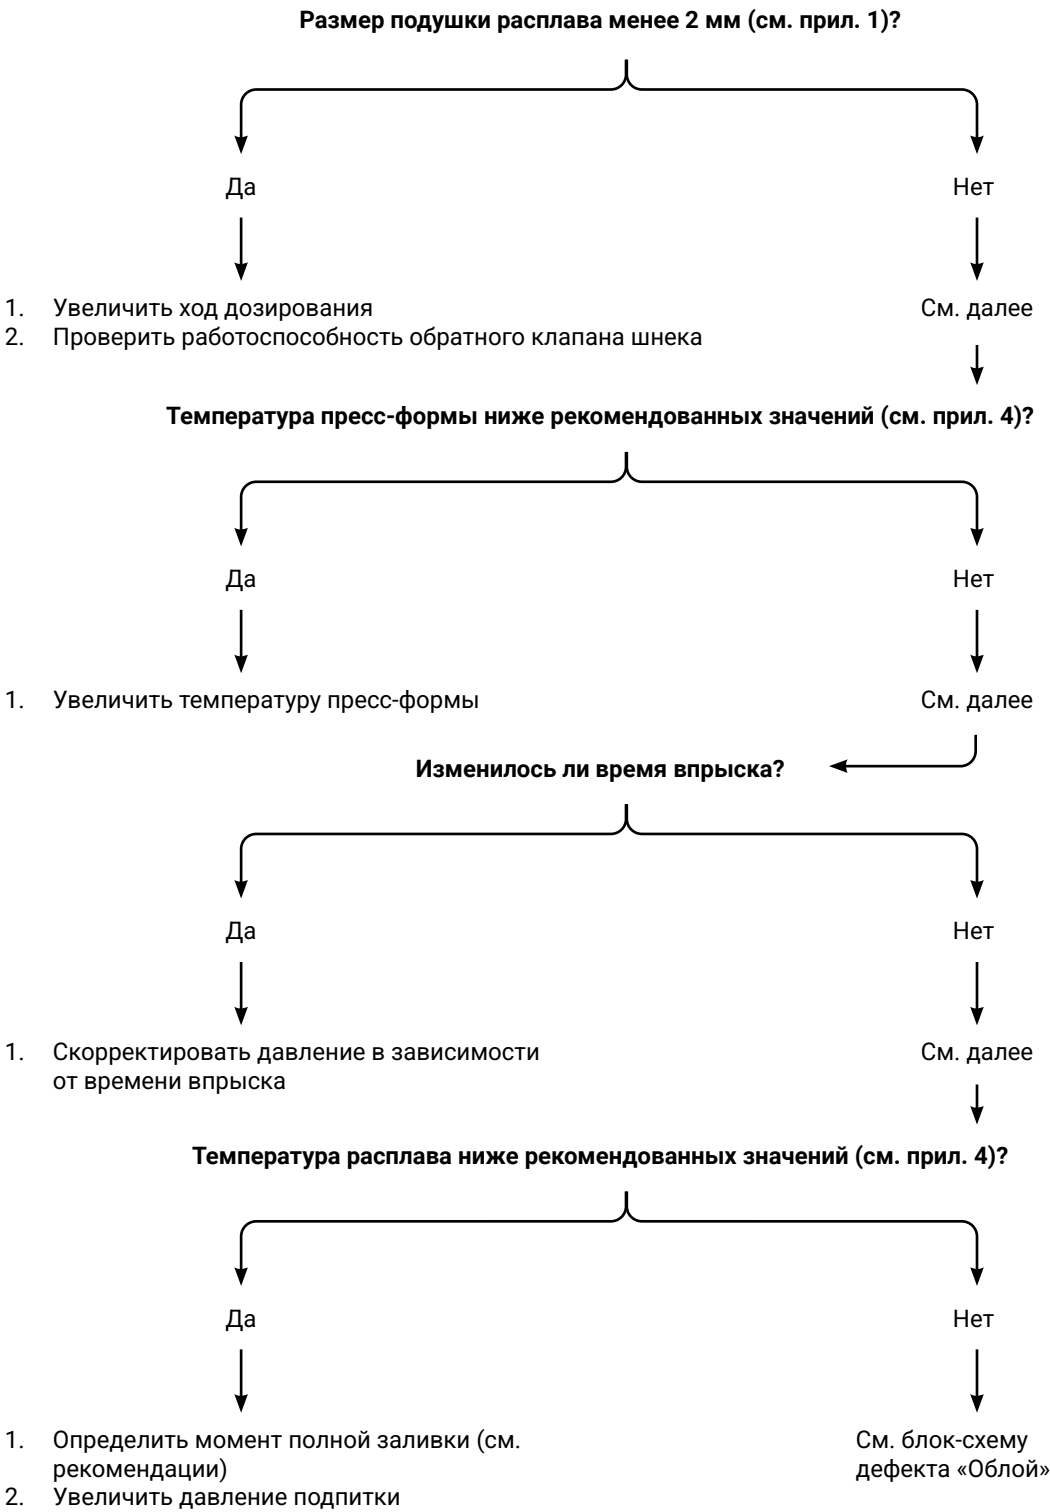 Размер подушки расплава менее 2 мм (см. прил. 1)?
Да
Нет
1. Увеличить ход дозирования
2. Проверить работоспособность обратного клапана шнека
См. далее
Температура пресс-формы ниже рекомендованных значений (см. прил. 4)?
Да
Нет
1. Увеличить температуру пресс-формы
См. далее
Изменилось ли время впрыска?
Да
Нет
1. Скорректировать давление в зависимости
от времени впрыска
См. далее
Температура расплава ниже рекомендованных значений (см. прил. 4)?
Да
Нет
1. Определить момент полной заливки (см.
рекомендации)
2. Увеличить давление подпитки
См. блок-схему
дефекта «Облой»